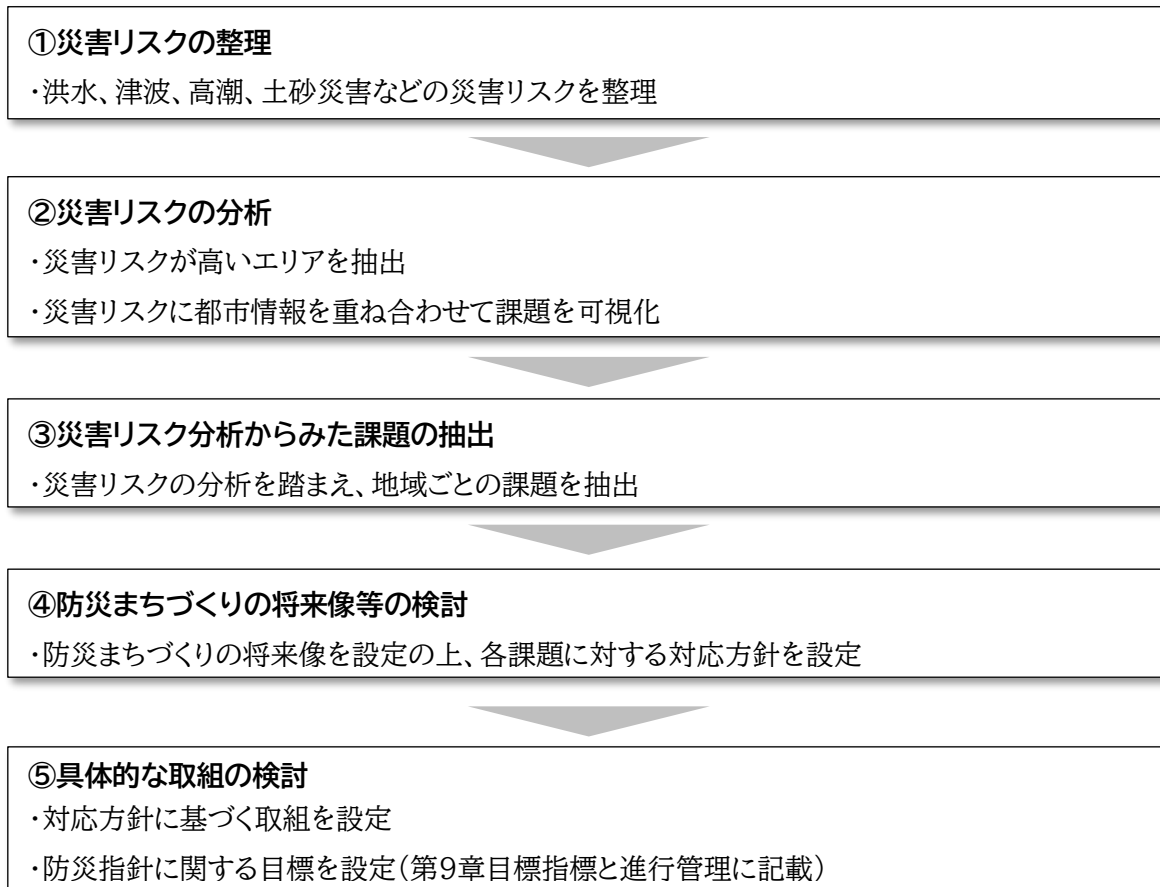 ①災害リスクの整理
・洪水、津波、高潮、土砂災害などの災害リスクを整理
②災害リスクの分析
・災害リスクが高いエリアを抽出
・災害リスクに都市情報を重ね合わせて課題を可視化
③災害リスク分析からみた課題の抽出
・災害リスクの分析を踏まえ、地域ごとの課題を抽出
④防災まちづくりの将来像等の検討
・防災まちづくりの将来像を設定の上、各課題に対する対応方針を設定
⑤具体的な取組の検討
・対応方針に基づく取組を設定
・防災指針に関する目標を設定(第9章目標指標と進行管理に記載)